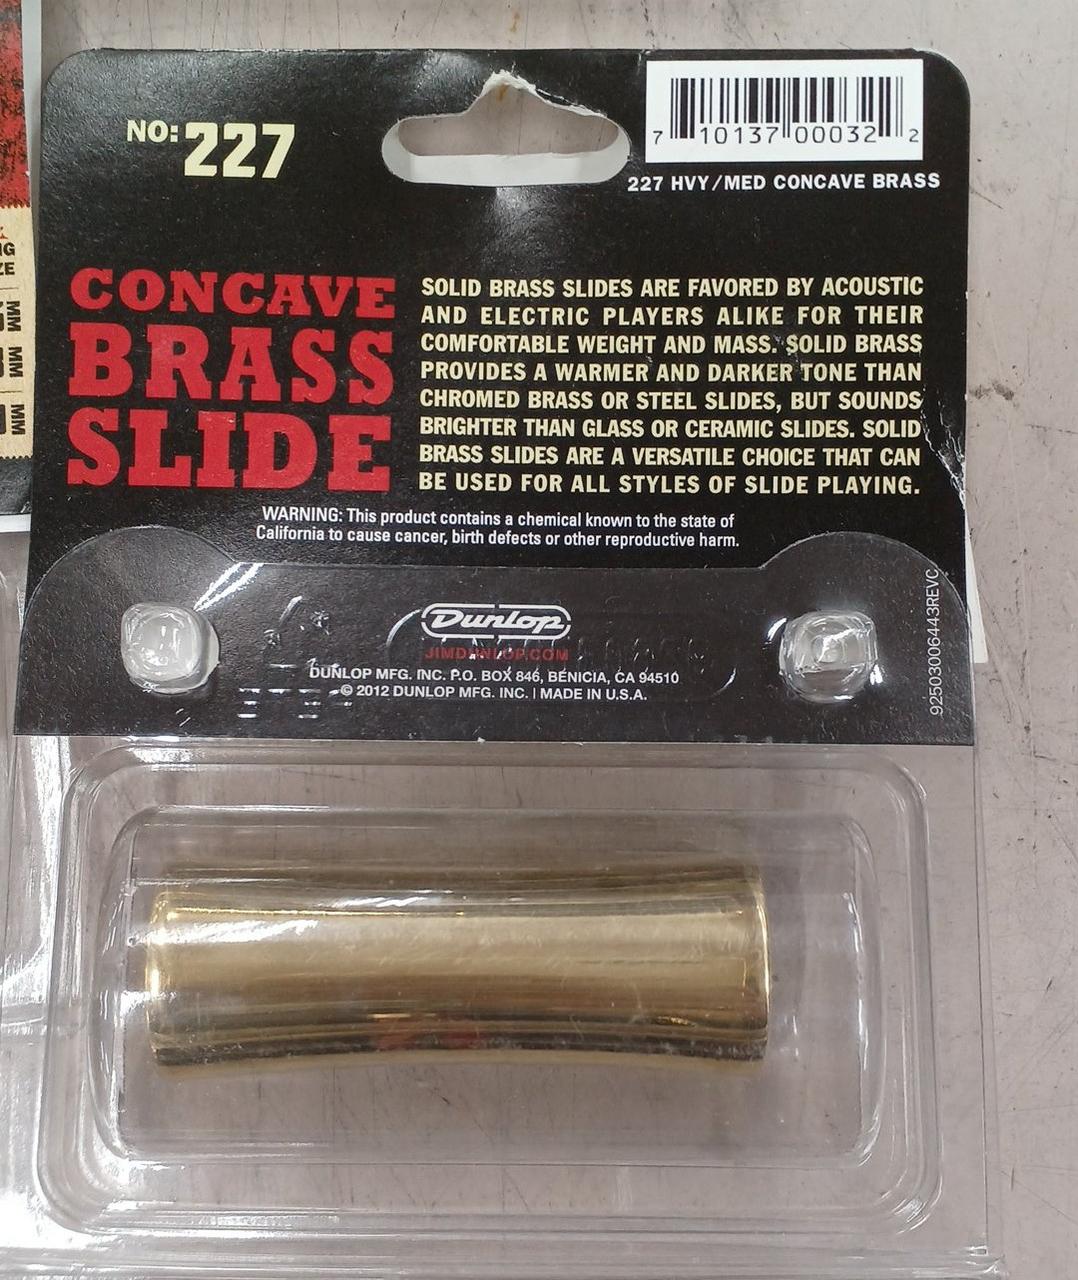 NO: 227
7 10137 00032 2
227 HVY/MED CONCAVE BRASS
CONCAVE
BRASS
SLIDE
SOLID BRASS SLIDES ARE FAVORED BY ACOUSTIC
AND ELECTRIC PLAYERS ALIKE FOR THEIR
COMFORTABLE WEIGHT AND MASS. SOLID BRASS
PROVIDES A WARMER AND DARKER TONE THAN
CHROMED BRASS OR STEEL SLIDES, BUT SOUNDS
BRIGHTER THAN GLASS OR CERAMIC SLIDES. SOLID
BRASS SLIDES ARE A VERSATILE CHOICE THAT CAN
BE USED FOR ALL STYLES OF SLIDE PLAYING.
WARNING: This product contains a chemical known to the state of
California to cause cancer, birth defects or other reproductive harm.
Dunlop
JIMDUNLOP.COM
DUNLOP MFG. INC. P.O. BOX 846, BENICIA, CA 94510
© 2012 DUNLOP MFG. INC. | MADE IN U.S.A.
92503006443REVC
MM
MM
MM